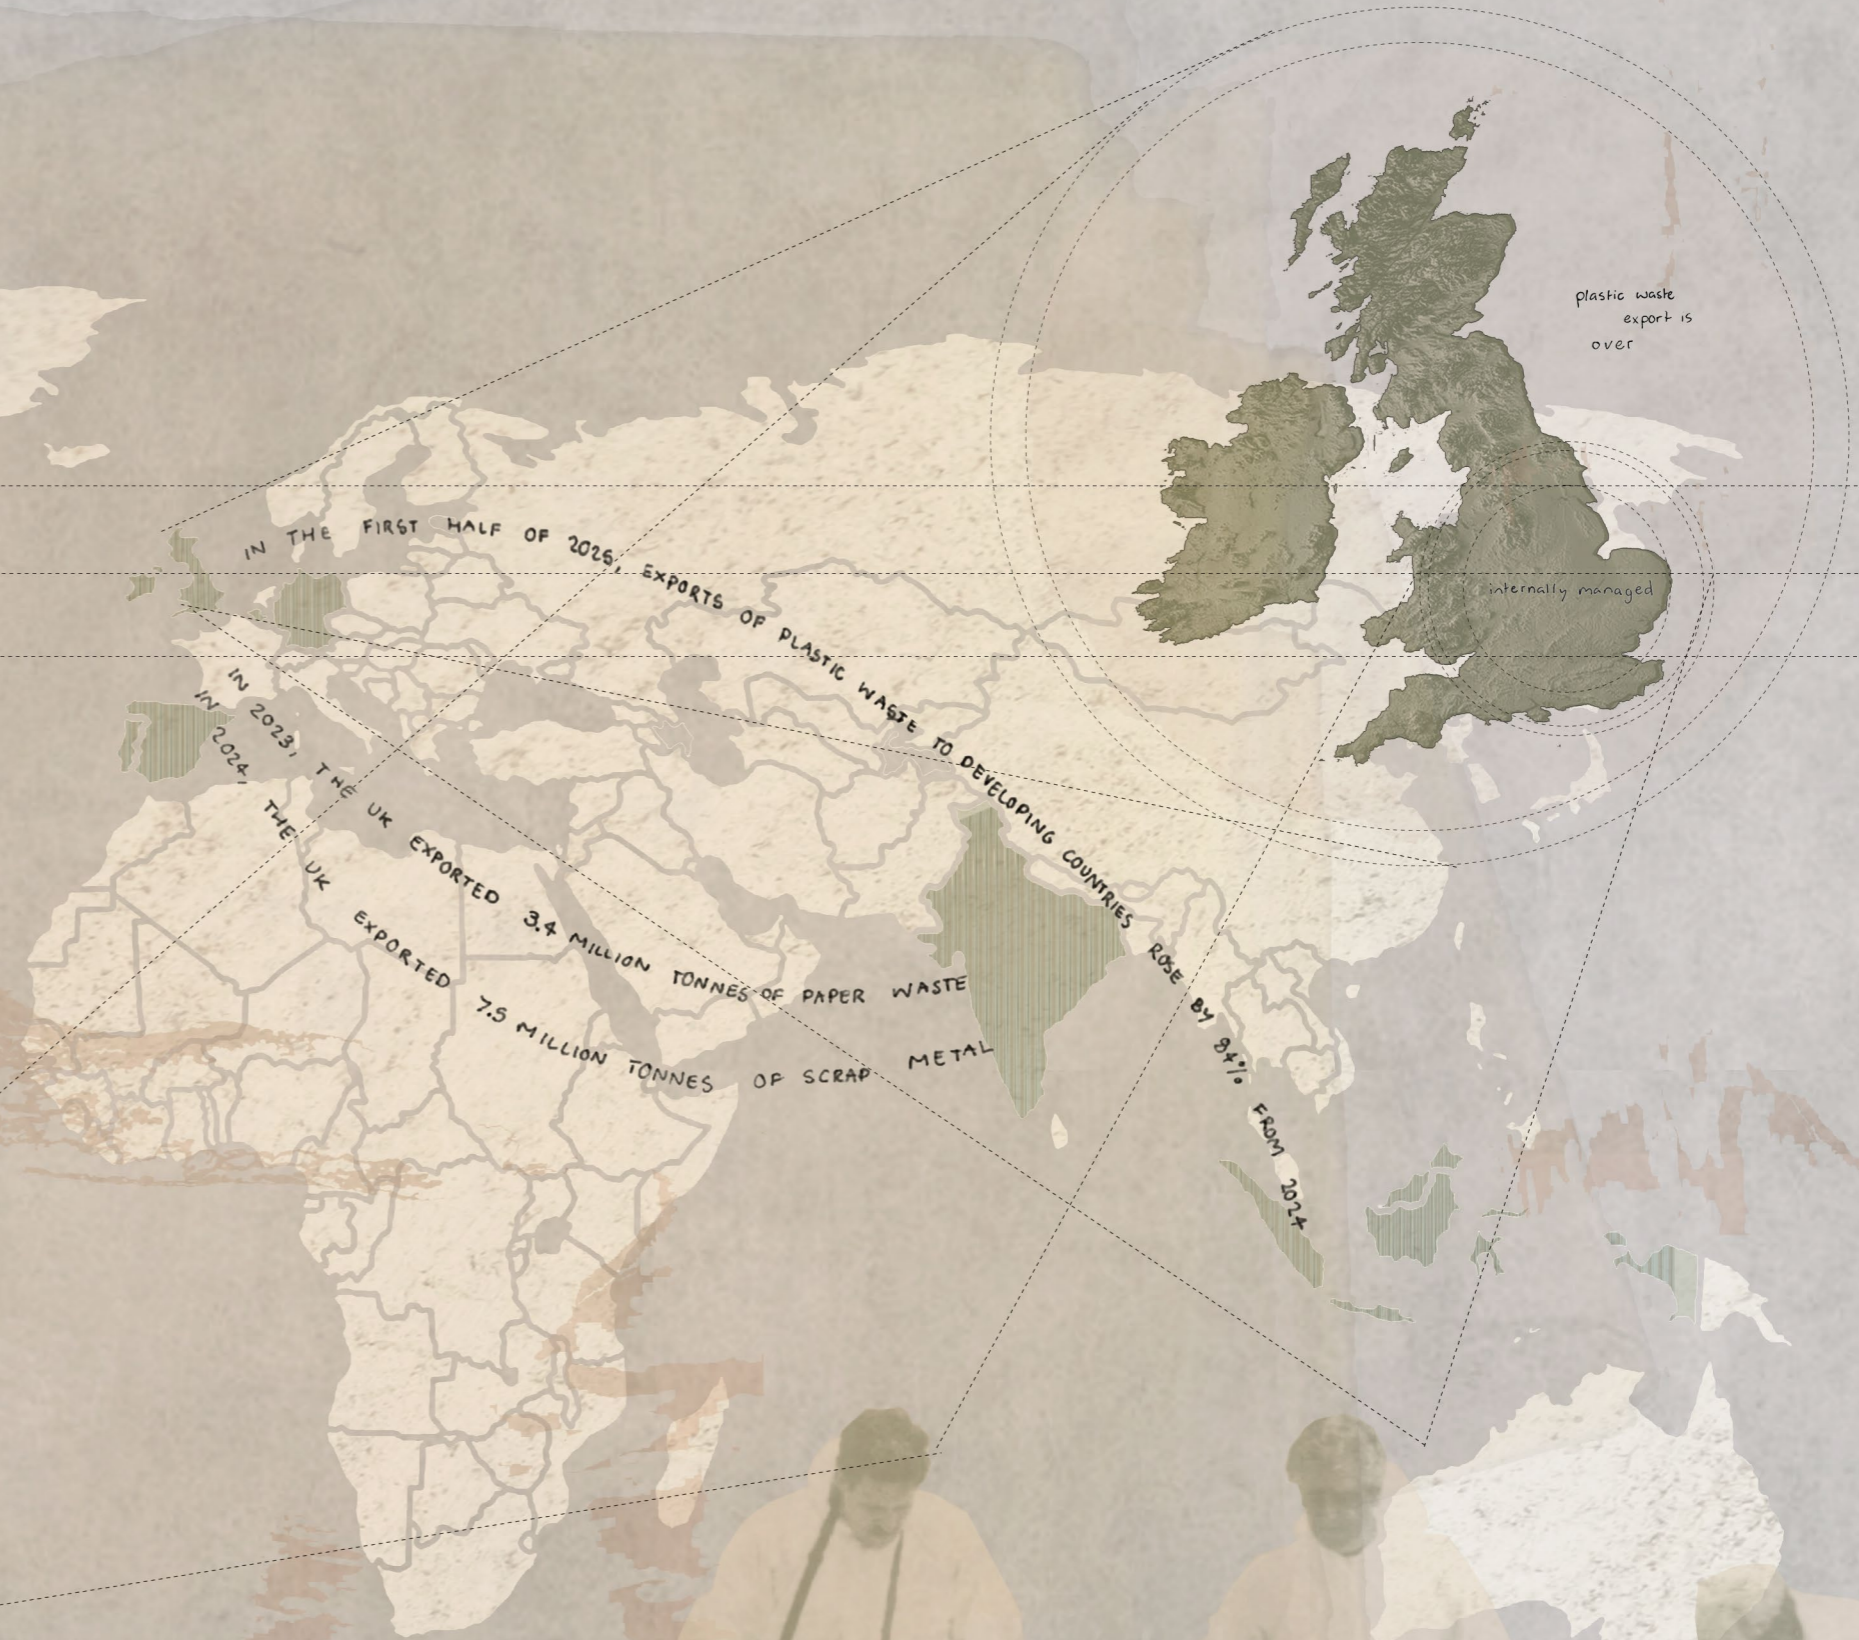 plastic waste
export is
over
internally managed
IN THE FIRST HALF OF 2025, EXPORTS OF PLASTIC WASTE TO DEVELOPING COUNTRIES ROSE BY 84% FROM 2024
IN 2023, THE UK EXPORTED 3.4 MILLION TONNES OF PAPER WASTE
IN 2024, THE UK EXPORTED 7.5 MILLION TONNES OF SCRAP METAL